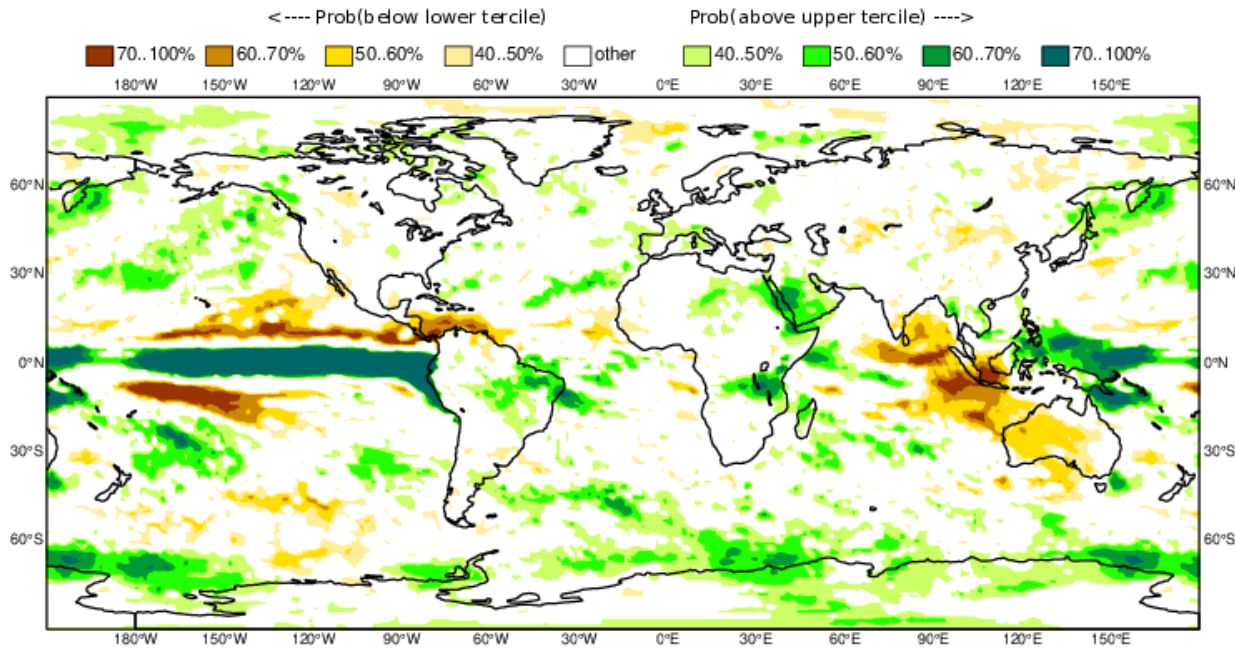 <---- Prob(below lower tercile) Prob(above upper tercile) ---->
70..100% 60..70% 50..60% 40..50% other 40..50% 50..60% 60..70% 70..100%
180°W 150°W 120°W 90°W 60°W 30°W 0°E 30°E 60°E 90°E 120°E 150°E
60°N 60°N
30°N 30°N
0°N 0°N
30°S 30°S
60°S 60°S
180°W 150°W 120°W 90°W 60°W 30°W 0°E 30°E 60°E 90°E 120°E 150°E